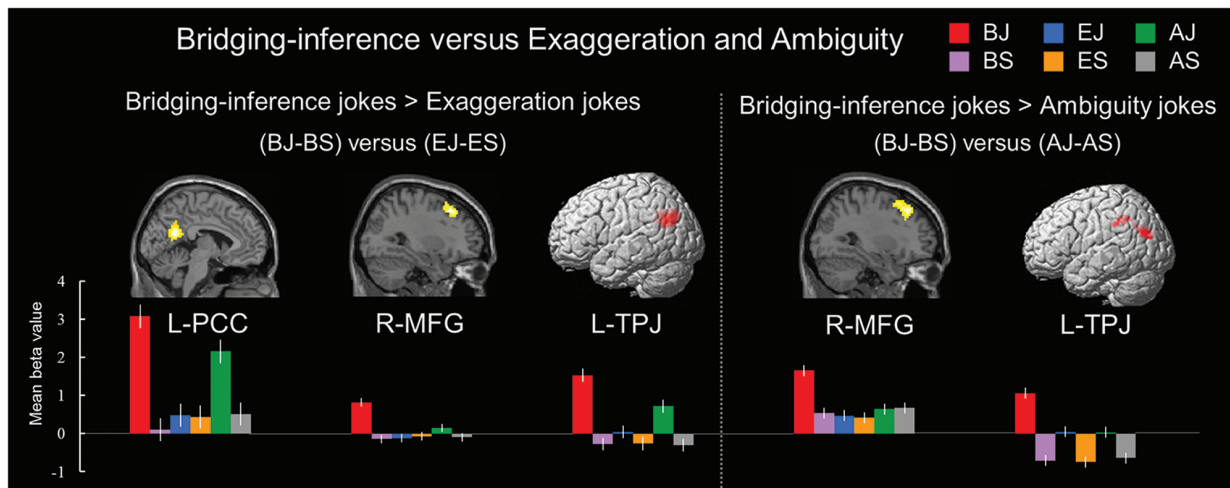 Bridging-inference versus Exaggeration and Ambiguity
BJ EJ AJ
BS ES AS
Bridging-inference jokes > Exaggeration jokes
(BJ-BS) versus (EJ-ES)
Bridging-inference jokes > Ambiguity jokes
(BJ-BS) versus (AJ-AS)
L-PCC R-MFG L-TPJ R-MFG L-TPJ
Mean beta value
4
3
2
1
0
-1